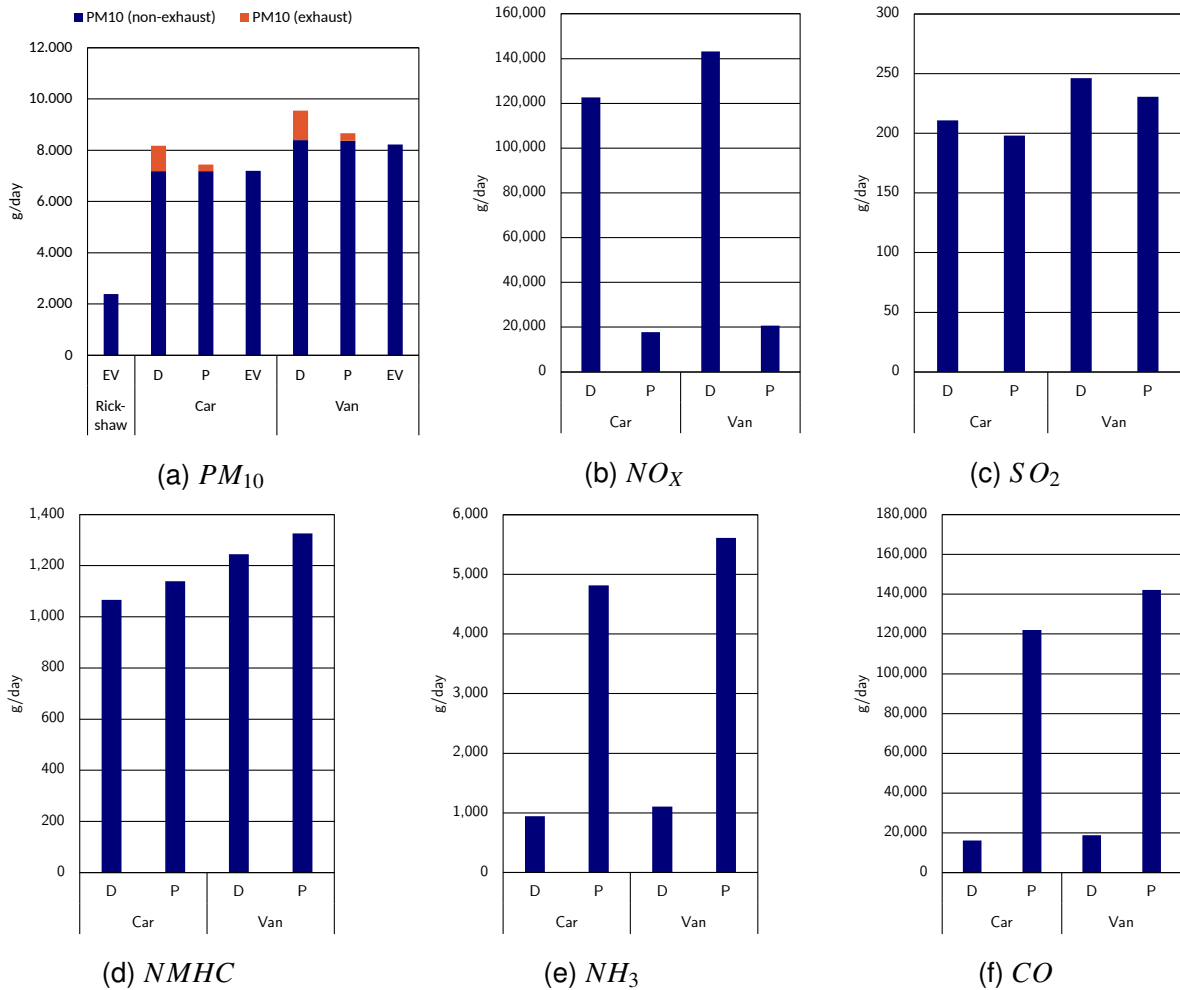 PM10 (non-exhaust) PM10 (exhaust)
12.000
10.000
8.000
6.000
4.000
2.000
0
g/day
EV D P EV D P EV
Rick-
shaw
Car Van
(a) PM10
160,000
140,000
120,000
100,000
80,000
60,000
40,000
20,000
0
g/day
D P D P
Car Van
(b) NOX
300
250
200
150
100
50
0
g/day
D P D P
Car Van
(c) SO2
1,400
1,200
1,000
800
600
400
200
0
g/day
D P D P
Car Van
(d) NMHC
6,000
5,000
4,000
3,000
2,000
1,000
0
g/day
D P D P
Car Van
(e) NH3
180,000
160,000
140,000
120,000
100,000
80,000
60,000
40,000
20,000
0
g/day
D P D P
Car Van
(f) CO